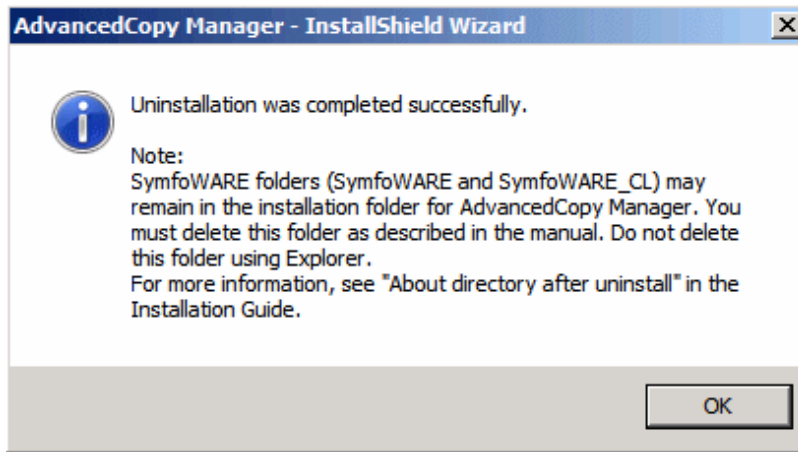 AdvancedCopy Manager - InstallShield Wizard
Uninstallation was completed successfully.
Note:
SymfoWARE folders (SymfoWARE and SymfoWARE_CL) may
remain in the installation folder for AdvancedCopy Manager. You
must delete this folder as described in the manual. Do not delete
this folder using Explorer.
For more information, see "About directory after uninstall" in the
Installation Guide.
OK